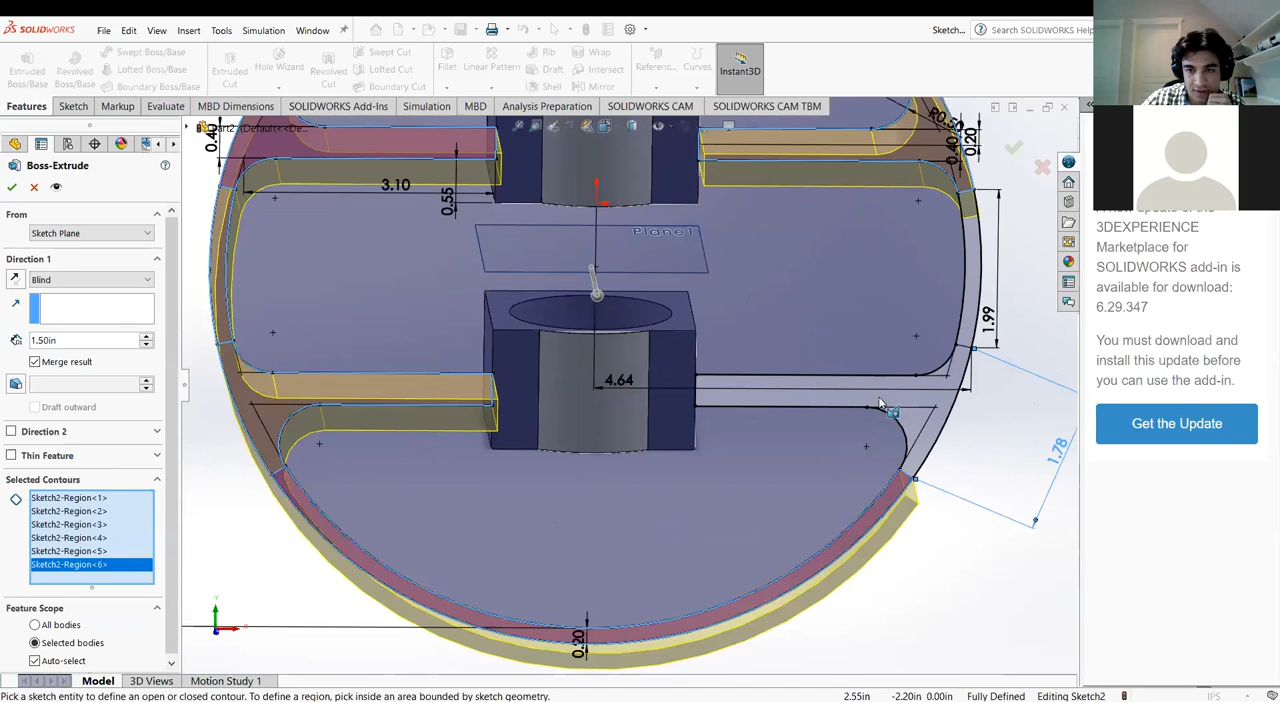 SOLIDWORKS
File Edit View Insert Tools Simulation Window
Sketch...
Search SOLIDWORKS Help
Extruded Boss/Base
Revolved Boss/Base
Swept Boss/Base
Lofted Boss/Base
Boundary Boss/Base
Extruded Cut
Hole Wizard
Revolved Cut
Swept Cut
Lofted Cut
Boundary Cut
Fillet
Linear Pattern
Rib
Draft
Shell
Wrap
Intersect
Mirror
Referenc...
Curves
Instant3D
Features Sketch Markup Evaluate MBD Dimensions SOLIDWORKS Add-Ins Simulation MBD Analysis Preparation SOLIDWORKS CAM SOLIDWORKS CAM TBM
Boss-Extrude
From
Sketch Plane
Direction 1
Blind
1.50in
Merge result
Draft outward
Direction 2
Thin Feature
Selected Contours
Sketch2-Region<1>
Sketch2-Region<2>
Sketch2-Region<3>
Sketch2-Region<4>
Sketch2-Region<5>
Sketch2-Region<6>
Feature Scope
All bodies
Selected bodies
Auto-select
Part2 (Default<<De...
3.10
0.55
Plane1
0.40
0.20
1.99
4.64
1.78
0.20
Y
3DEXPERIENCE
Marketplace for
SOLIDWORKS add-in is
available for download:
6.29.347
You must download and
install this update before
you can use the add-in.
Get the Update
Model 3D Views Motion Study 1
Pick a sketch entity to define an open or closed contour. To define a region, pick inside an area bounded by sketch geometry.
2.55in -2.20in 0.00in Fully Defined Editing Sketch2 IPS